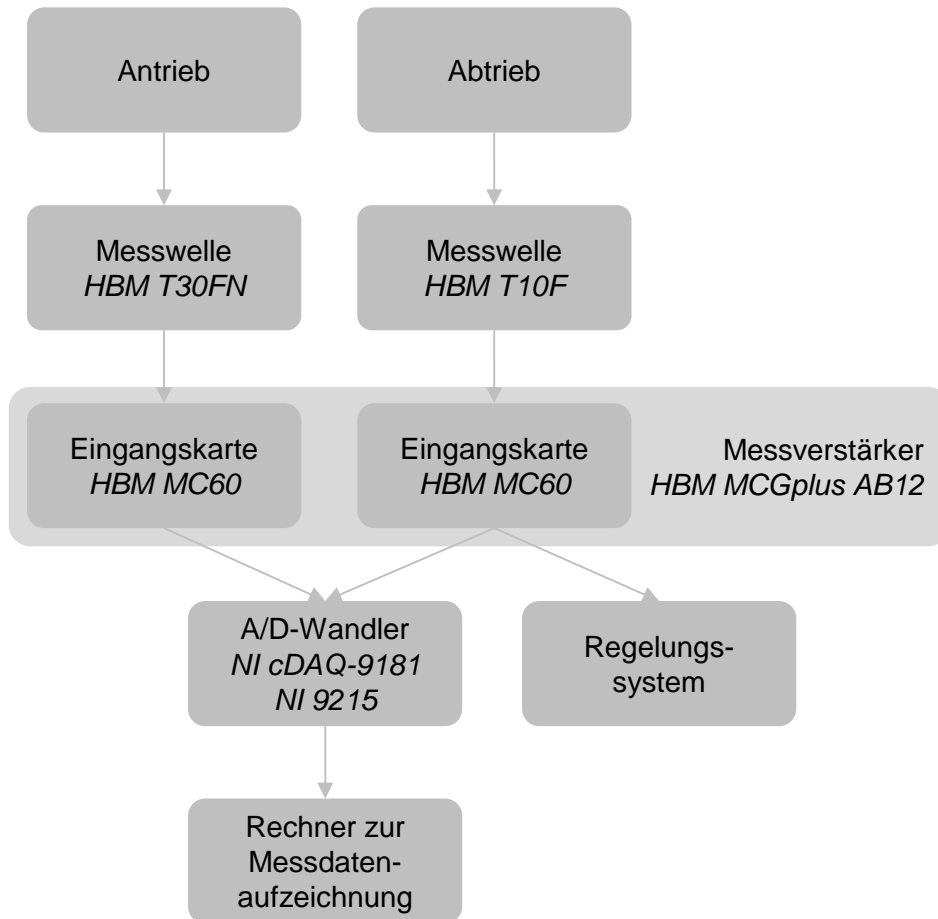 Antrieb
Abtrieb
Messwelle
HBM T30FN
Messwelle
HBM T10F
Eingangskarte
HBM MC60
Eingangskarte
HBM MC60
Messverstärker
HBM MCGplus AB12
A/D-Wandler
NI cDAQ-9181
NI 9215
Regelungs-
system
Rechner zur
Messdaten-
aufzeichnung